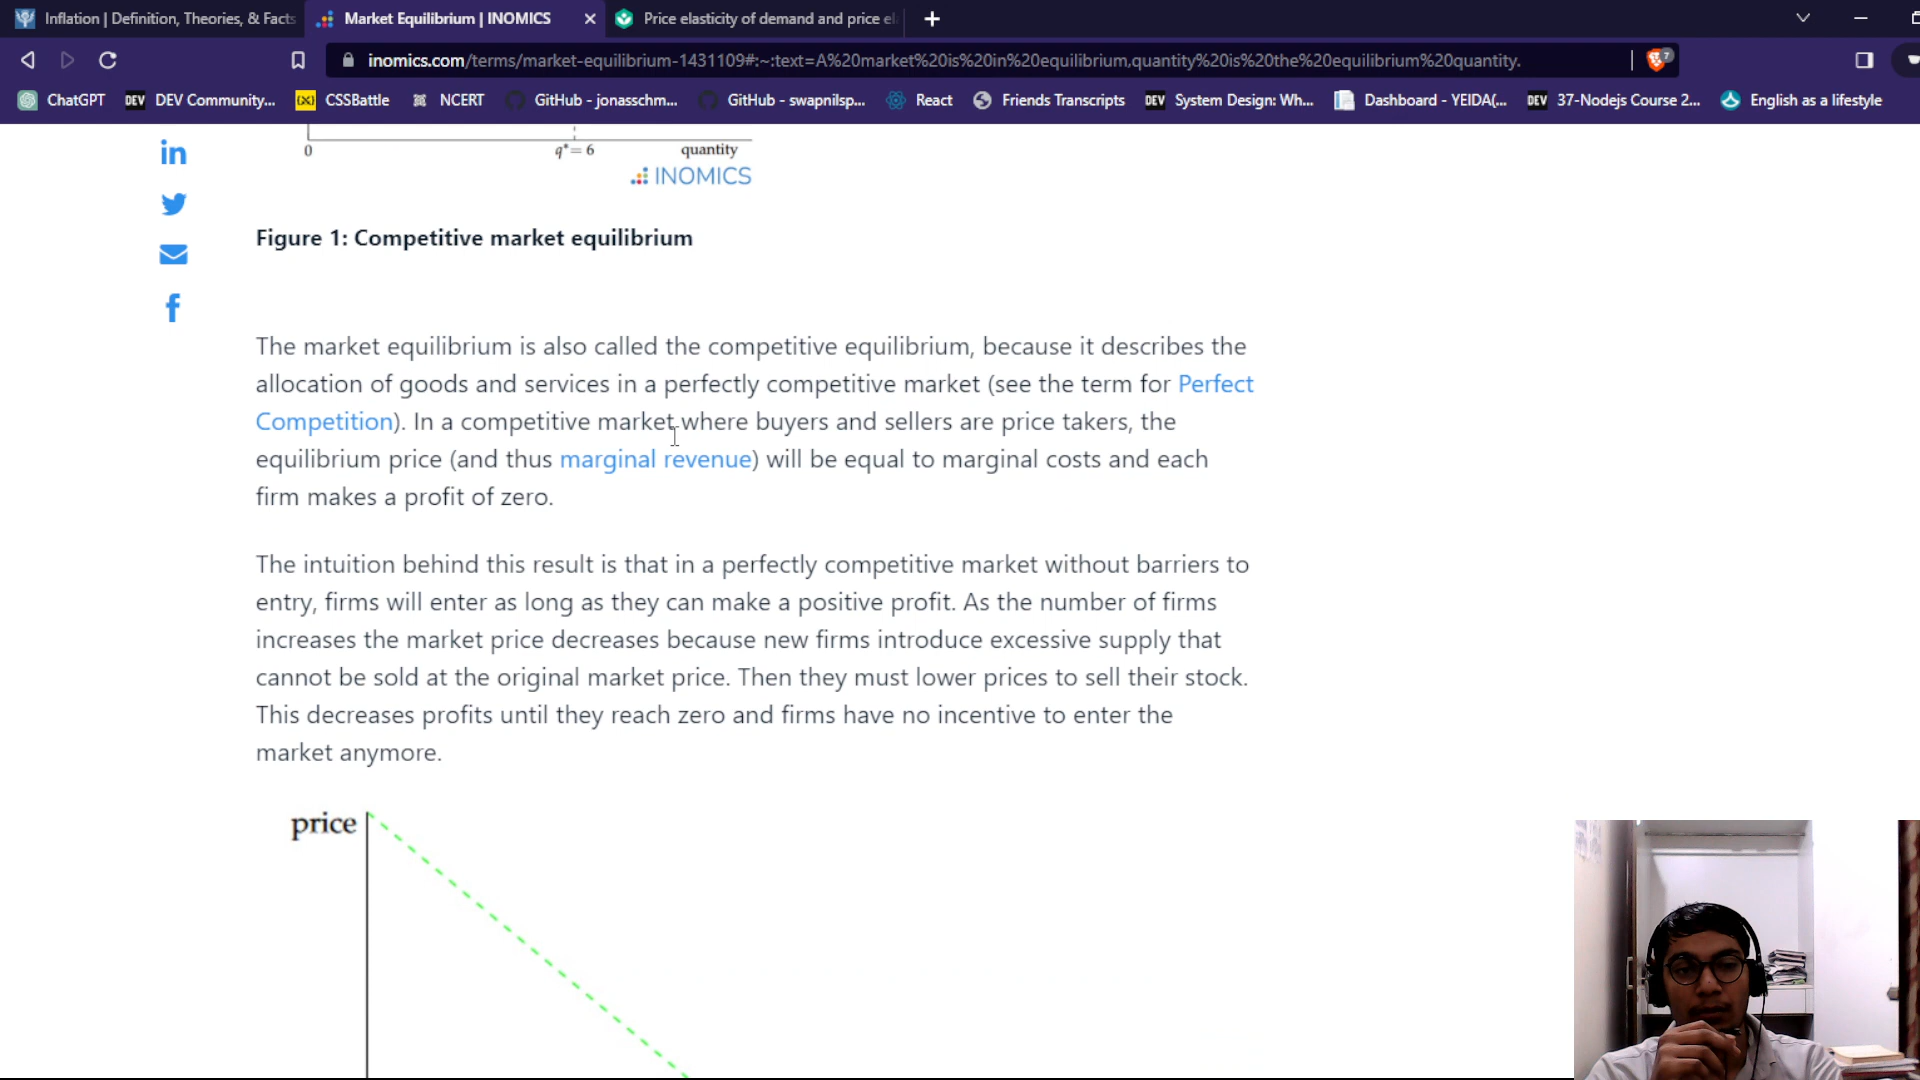 Inflation | Definition, Theories, & Facts
Market Equilibrium | INOMICS
Price elasticity of demand and price el
inomics.com/terms/market-equilibrium-1431109#:~:text=A%20market%20is%20in%20equilibrium,quantity%20is%20the%20equilibrium%20quantity.
7
ChatGPT
DEV DEV Community...
CSSBattle
NCERT
GitHub - jonasschm...
GitHub - swapnilsp...
React
Friends Transcripts
DEV System Design: Wh...
Dashboard - YEIDA(...
DEV 37-Nodejs Course 2...
English as a lifestyle
0
q*= 6
quantity
INOMICS
Figure 1: Competitive market equilibrium
The market equilibrium is also called the competitive equilibrium, because it describes the
allocation of goods and services in a perfectly competitive market (see the term for Perfect
Competition). In a competitive market where buyers and sellers are price takers, the
equilibrium price (and thus marginal revenue) will be equal to marginal costs and each
firm makes a profit of zero.
The intuition behind this result is that in a perfectly competitive market without barriers to
entry, firms will enter as long as they can make a positive profit. As the number of firms
increases the market price decreases because new firms introduce excessive supply that
cannot be sold at the original market price. Then they must lower prices to sell their stock.
This decreases profits until they reach zero and firms have no incentive to enter the
market anymore.
price